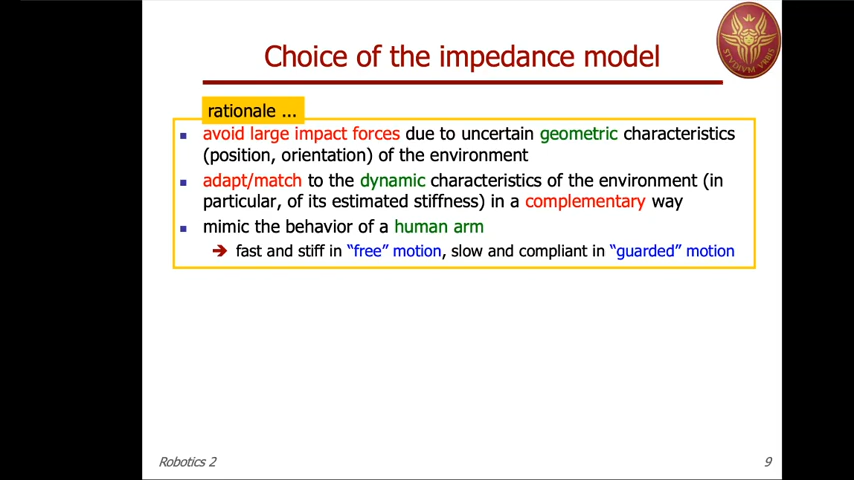 Choice of the impedance model
STVDIVM VRBIS
rationale ...
avoid large impact forces due to uncertain geometric characteristics
(position, orientation) of the environment
adapt/match to the dynamic characteristics of the environment (in
particular, of its estimated stiffness) in a complementary way
mimic the behavior of a human arm
➔ fast and stiff in “free” motion, slow and compliant in “guarded” motion
Robotics 2
9